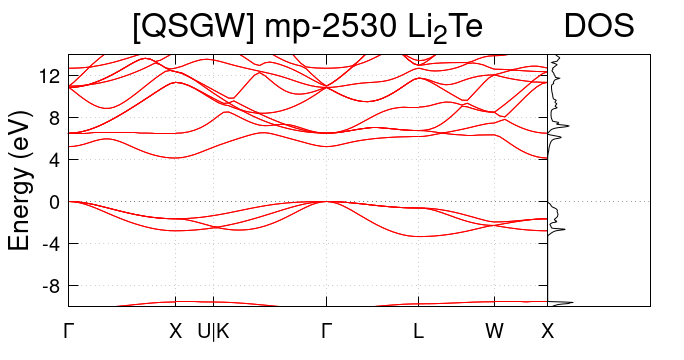 [QSGW] mp-2530 Li₂Te DOS
Energy (eV)
12
8
4
0
-4
-8
Γ X U|K Γ L W X